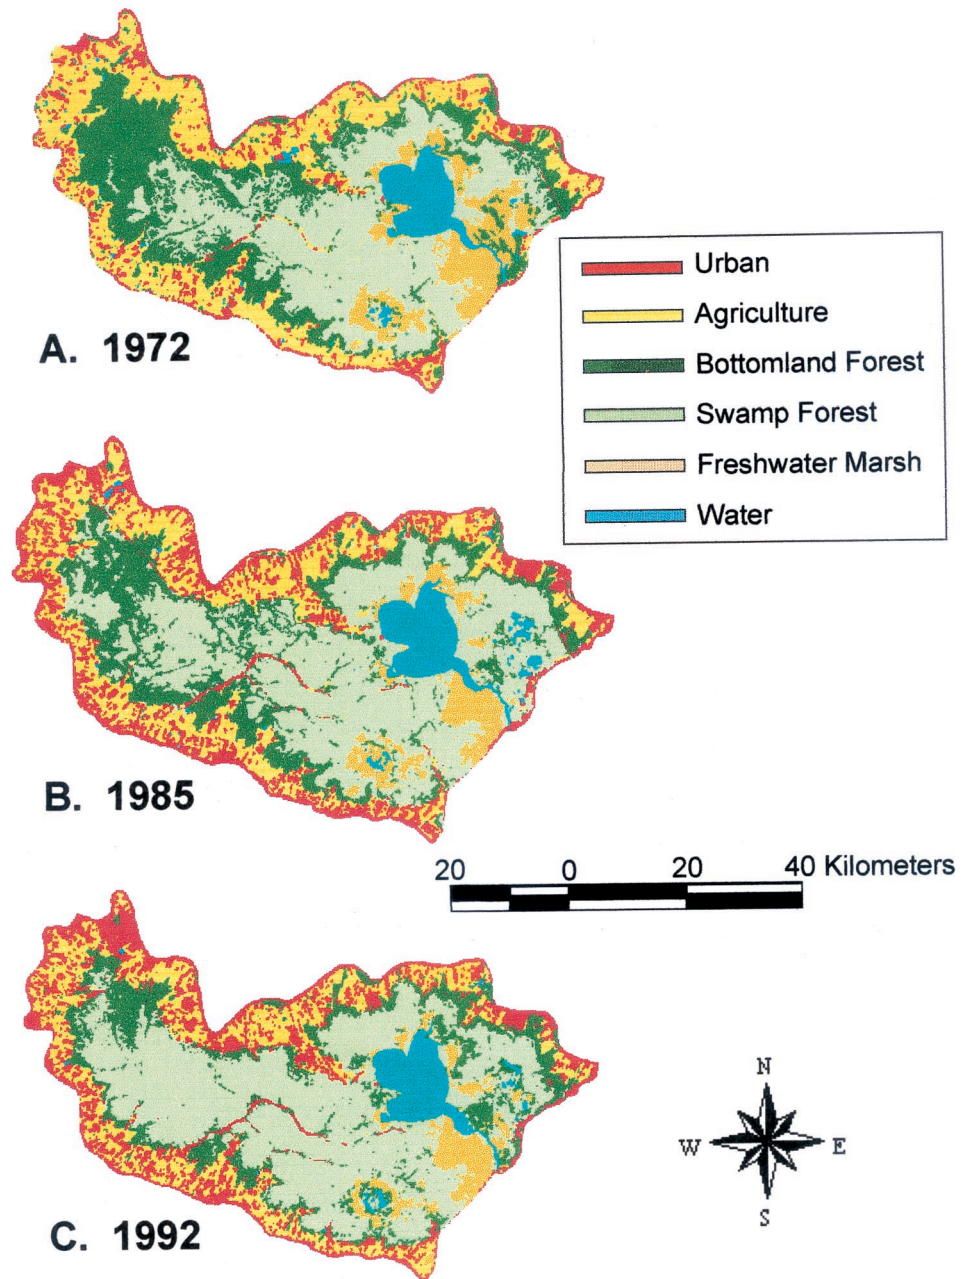 A. 1972
Urban
Agriculture
Bottomland Forest
Swamp Forest
Freshwater Marsh
Water
B. 1985
20 0 20 40 Kilometers
C. 1992
N
W E
S